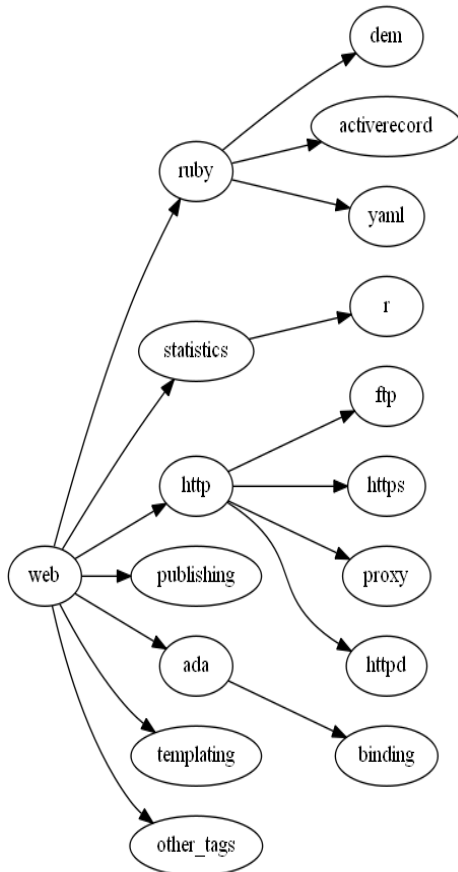 dem
activerecord
ruby
yaml
r
statistics
ftp
http
https
web
publishing
proxy
ada
httpd
templating
binding
other_tags